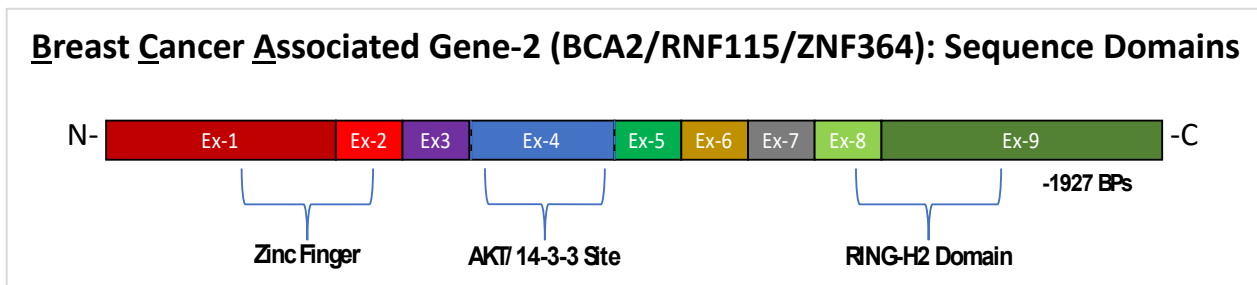 Breast Cancer Associated Gene-2 (BCA2/RNF115/ZNF364): Sequence Domains
N- Ex-1 Ex-2 Ex3 Ex-4 Ex-5 Ex-6 Ex-7 Ex-8 Ex-9 -C
-1927 BPs
Zinc Finger AKT/14-3-3 Site RING-H2 Domain